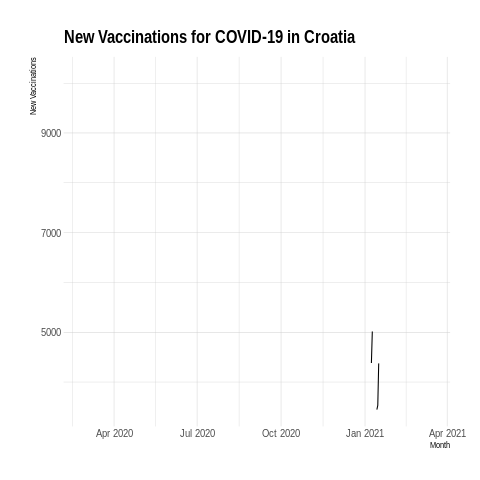 New Vaccinations for COVID-19 in Croatia
New Vaccinations
9000
7000
5000
Apr 2020 Jul 2020 Oct 2020 Jan 2021 Apr 2021
Month